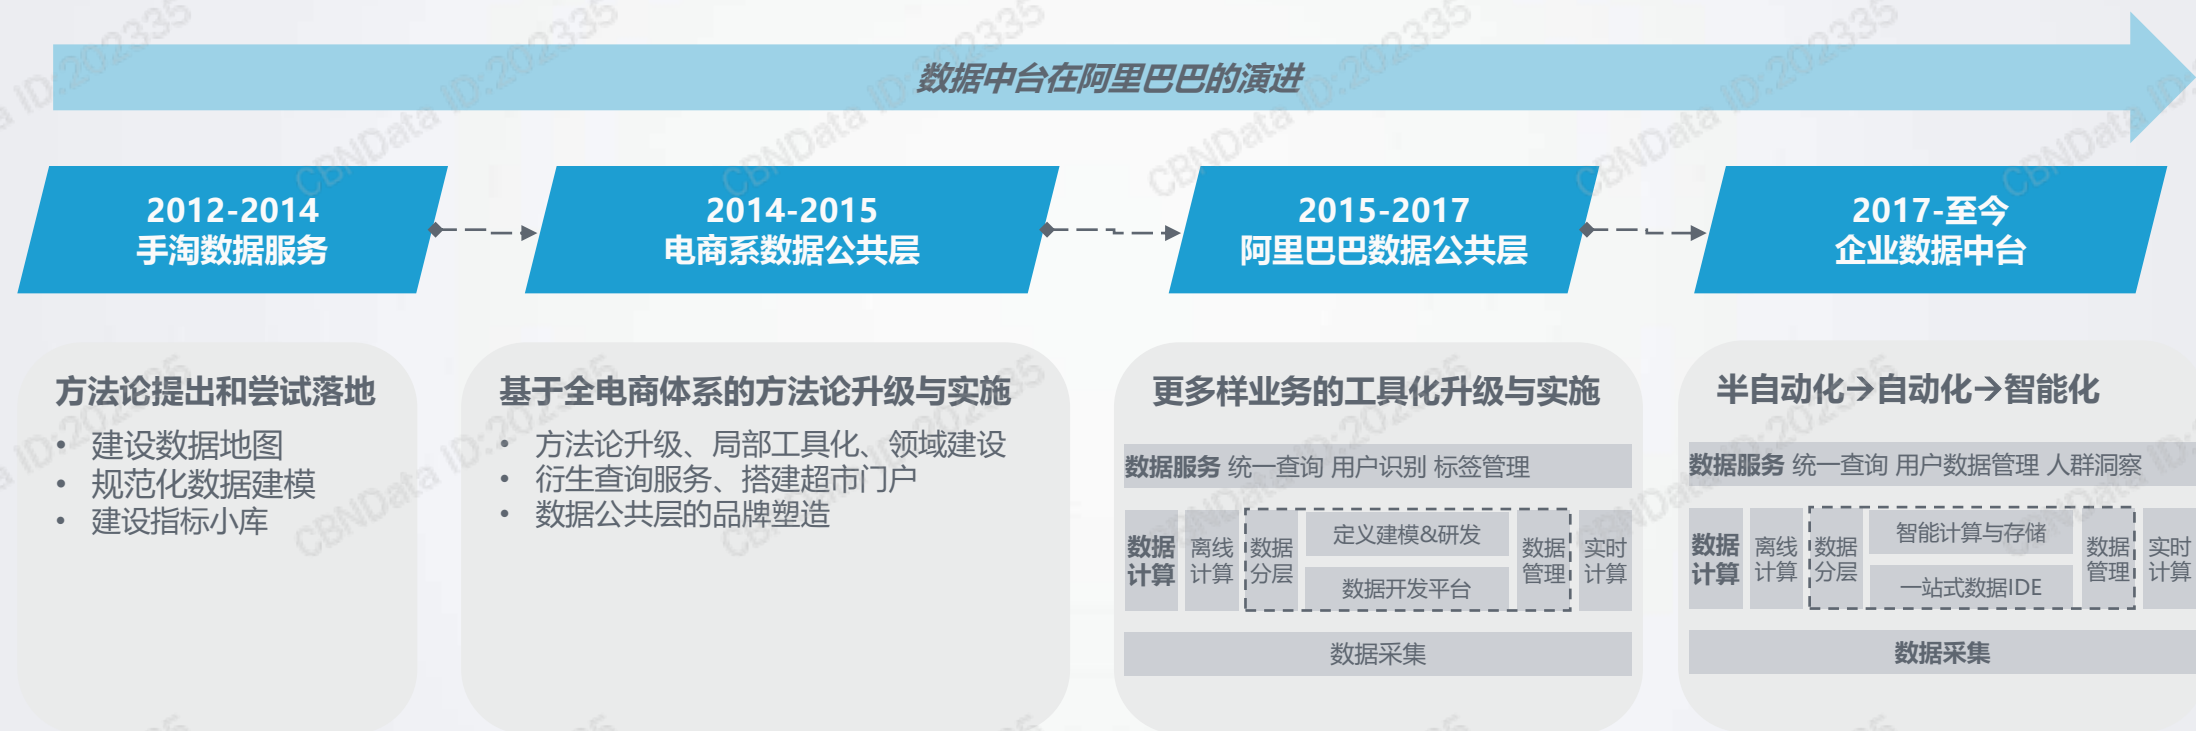 数据中台在阿里巴巴的演进
2012-2014
手淘数据服务
2014-2015
电商系数据公共层
2015-2017
阿里巴巴数据公共层
2017-至今
企业数据中台
方法论提出和尝试落地
• 建设数据地图
• 规范化数据建模
• 建设指标小库
基于全电商体系的方法论升级与实施
• 方法论升级、局部工具化、领域建设
• 衍生查询服务、搭建超市门户
• 数据公共层的品牌塑造
更多样业务的工具化升级与实施
数据服务 统一查询 用户识别 标签管理
数据
计算
离线
计算
数据
分层
定义建模&研发
数据开发平台
数据
管理
实时
计算
数据采集
半自动化→自动化→智能化
数据服务 统一查询 用户数据管理 人群洞察
数据
计算
离线
计算
数据
分层
智能计算与存储
一站式数据IDE
数据
管理
实时
计算
数据采集
CBNData ID:202335